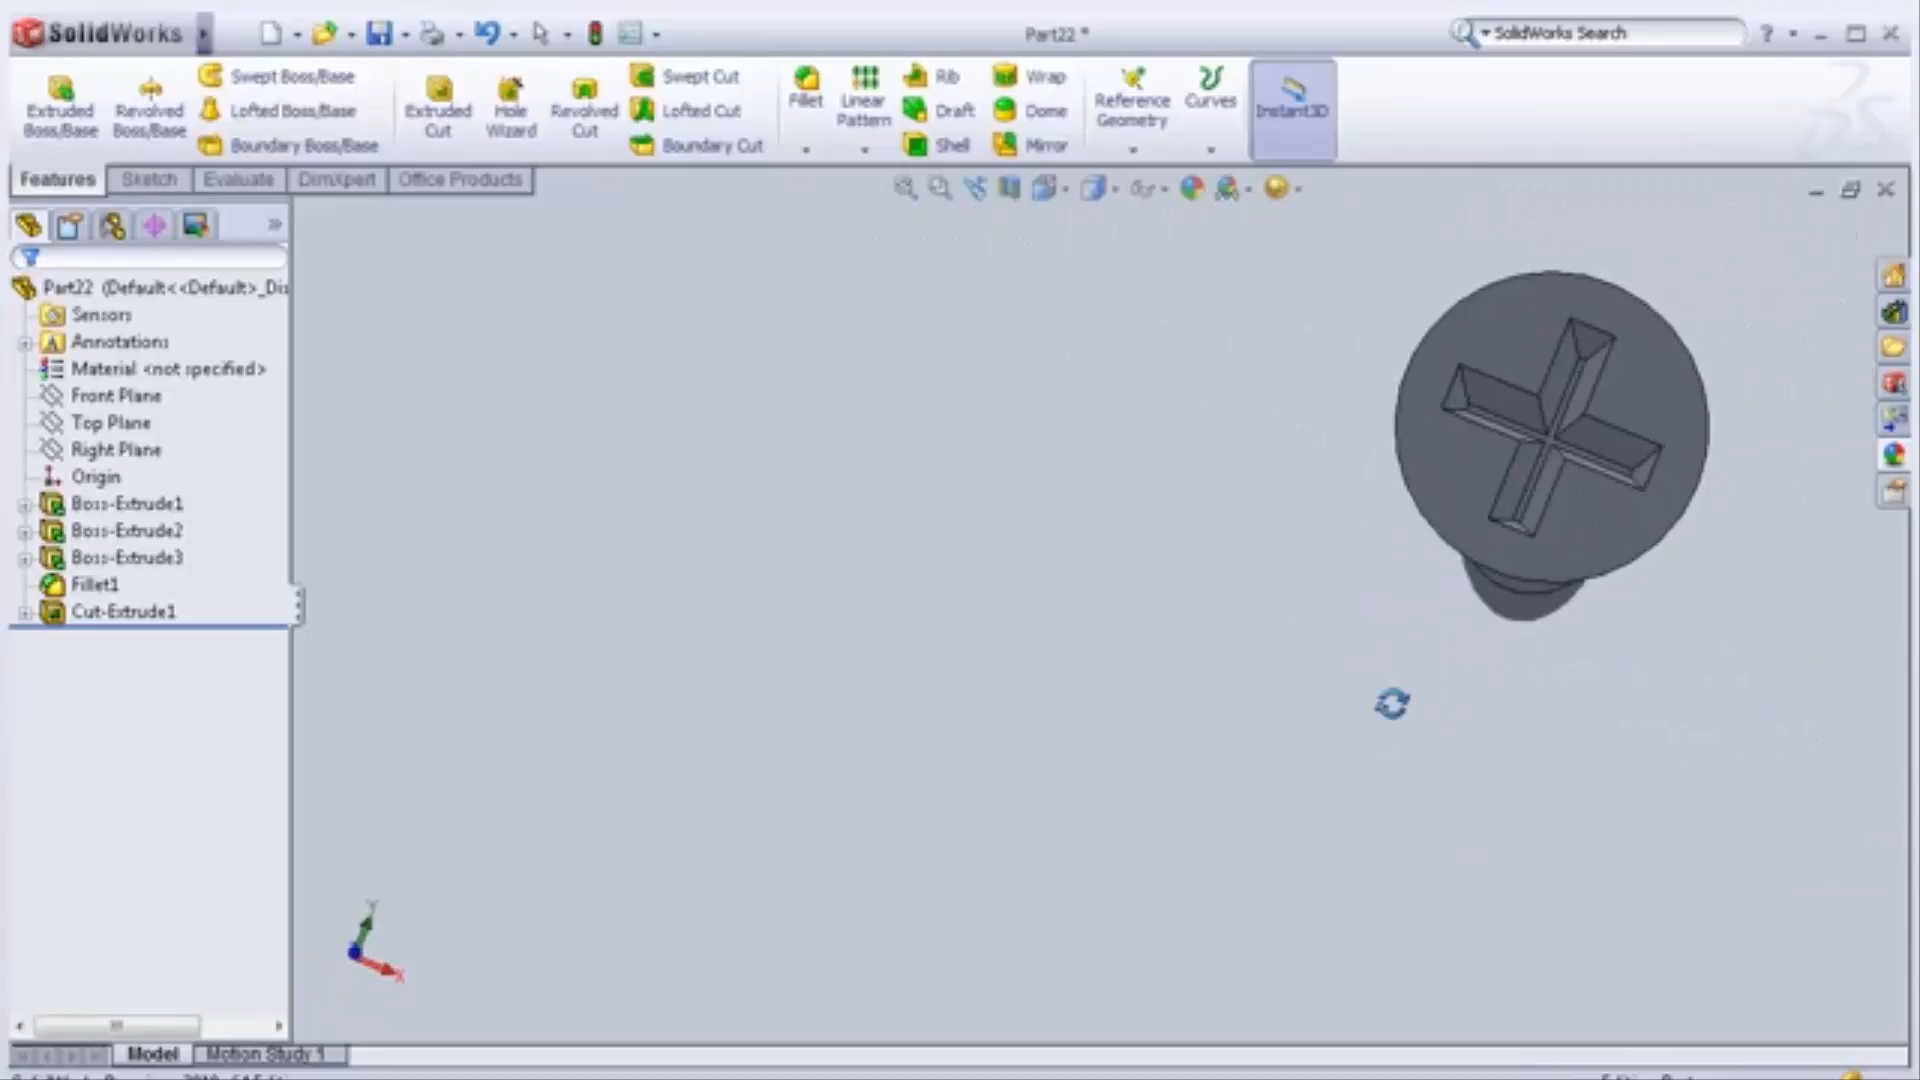 SolidWorks
Part22 *
SolidWorks Search
?
Extruded Boss/Base
Revolved Boss/Base
Swept Boss/Base
Lofted Boss/Base
Boundary Boss/Base
Extruded Cut
Hole Wizard
Revolved Cut
Swept Cut
Lofted Cut
Boundary Cut
Fillet
Linear Pattern
Rib
Draft
Shell
Wrap
Dome
Mirror
Reference Geometry
Curves
Instant3D
Features
Sketch
Evaluate
DimXpert
Office Products
Part22 (Default<<Default>_Dis
Sensors
Annotations
Material <not specified>
Front Plane
Top Plane
Right Plane
Origin
Boss-Extrude1
Boss-Extrude2
Boss-Extrude3
Fillet1
Cut-Extrude1
Y
X
Model
Motion Study 1